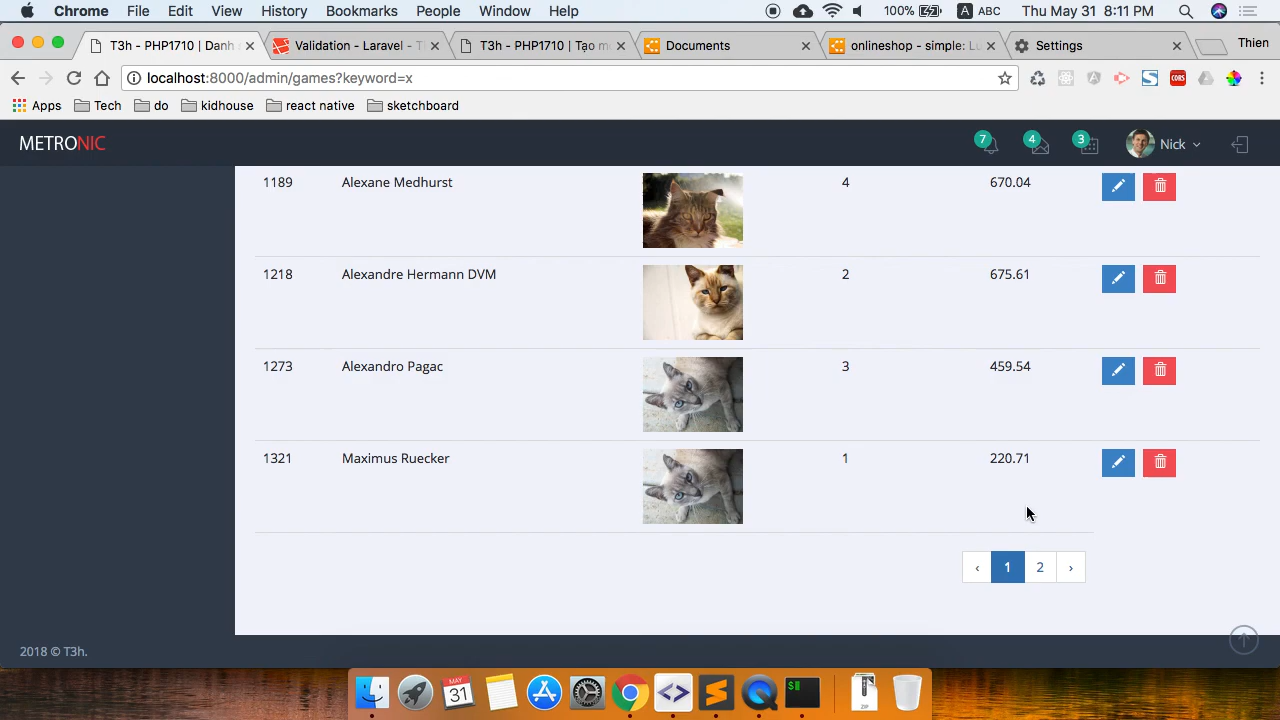 Chrome File Edit View History Bookmarks People Window Help 100% A ABC Thu May 31 8:11 PM
T3h - PHP1710 | Danh Validation - Laravel - T3h - PHP1710 | Tạo m Documents onlineshop - simple: Settings Thien
localhost:8000/admin/games?keyword=x
Apps Tech do kidhouse react native sketchboard
METRONIC 7 4 3 Nick
1189 Alexane Medhurst 4 670.04
1218 Alexandre Hermann DVM 2 675.61
1273 Alexandro Pagac 3 459.54
1321 Maximus Ruecker 1 220.71
‹ 1 2 ›
2018 © T3h.
MAY
31
ZIP